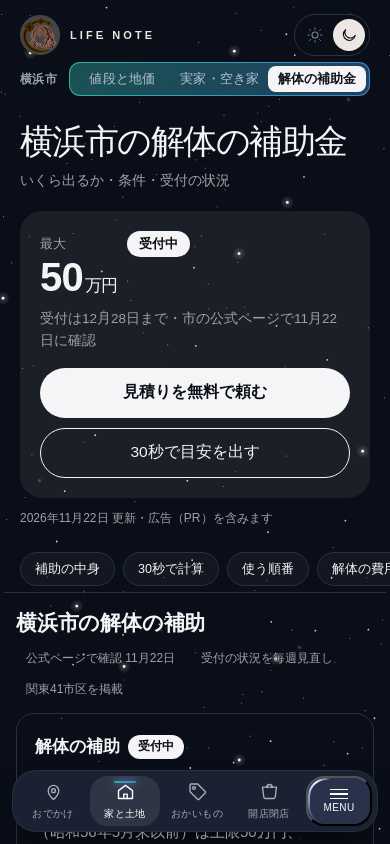 LIFE NOTE
横浜市
値段と地価
実家・空き家
解体の補助金
横浜市の解体の補助金
いくら出るか・条件・受付の状況
最大
受付中
50万円
受付は12月28日まで・市の公式ページで11月22
日に確認
見積りを無料で頼む
30秒で目安を出す
2026年11月22日 更新・広告（PR）を含みます
補助の中身
30秒で計算
使う順番
解体の費
横浜市の解体の補助
公式ページで確認 11月22日
受付の状況を毎週見直し
関東41市区を掲載
解体の補助
受付中
おでかけ
家と土地
おかいもの
開店閉店
MENU